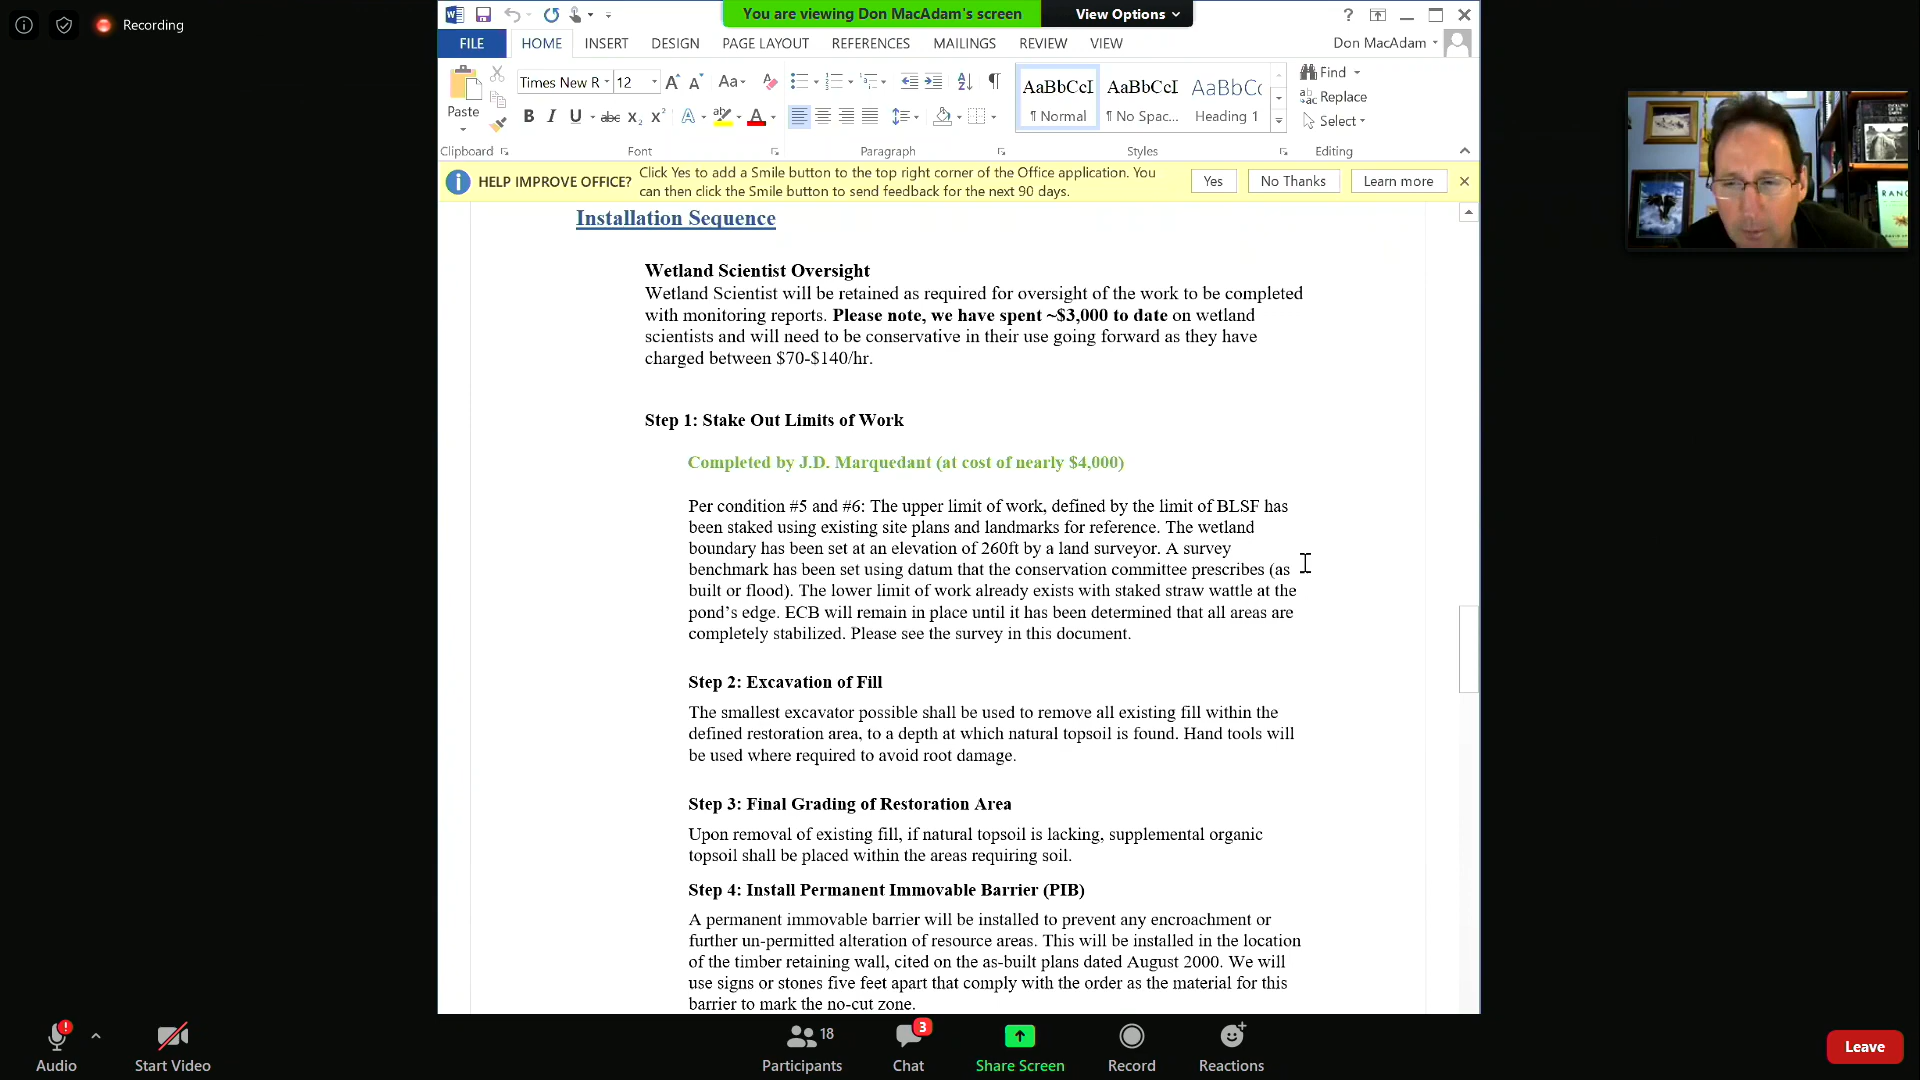 Recording
You are viewing Don MacAdam's screen
View Options
?
FILE
HOME
INSERT
DESIGN
PAGE LAYOUT
REFERENCES
MAILINGS
REVIEW
VIEW
Don MacAdam
Paste
Times New R
12
Aa
B I U abc X₂ X²
A
Clipboard
Font
Paragraph
AaBbCcI
¶ Normal
AaBbCcI
¶ No Spac...
AaBbCc
Heading 1
Styles
Find
Replace
Select
Editing
HELP IMPROVE OFFICE?
Click Yes to add a Smile button to the top right corner of the Office application. You
can then click the Smile button to send feedback for the next 90 days.
Yes
No Thanks
Learn more
Installation Sequence
Wetland Scientist Oversight
Wetland Scientist will be retained as required for oversight of the work to be completed
with monitoring reports. Please note, we have spent ~$3,000 to date on wetland
scientists and will need to be conservative in their use going forward as they have
charged between $70-$140/hr.
Step 1: Stake Out Limits of Work
Completed by J.D. Marquedant (at cost of nearly $4,000)
Per condition #5 and #6: The upper limit of work, defined by the limit of BLSF has
been staked using existing site plans and landmarks for reference. The wetland
boundary has been set at an elevation of 260ft by a land surveyor. A survey
benchmark has been set using datum that the conservation committee prescribes (as
built or flood). The lower limit of work already exists with staked straw wattle at the
pond’s edge. ECB will remain in place until it has been determined that all areas are
completely stabilized. Please see the survey in this document.
Step 2: Excavation of Fill
The smallest excavator possible shall be used to remove all existing fill within the
defined restoration area, to a depth at which natural topsoil is found. Hand tools will
be used where required to avoid root damage.
Step 3: Final Grading of Restoration Area
Upon removal of existing fill, if natural topsoil is lacking, supplemental organic
topsoil shall be placed within the areas requiring soil.
Step 4: Install Permanent Immovable Barrier (PIB)
A permanent immovable barrier will be installed to prevent any encroachment or
further un-permitted alteration of resource areas. This will be installed in the location
of the timber retaining wall, cited on the as-built plans dated August 2000. We will
use signs or stones five feet apart that comply with the order as the material for this
barrier to mark the no-cut zone.
Audio
Start Video
Participants
18
Chat
3
Share Screen
Record
Reactions
Leave